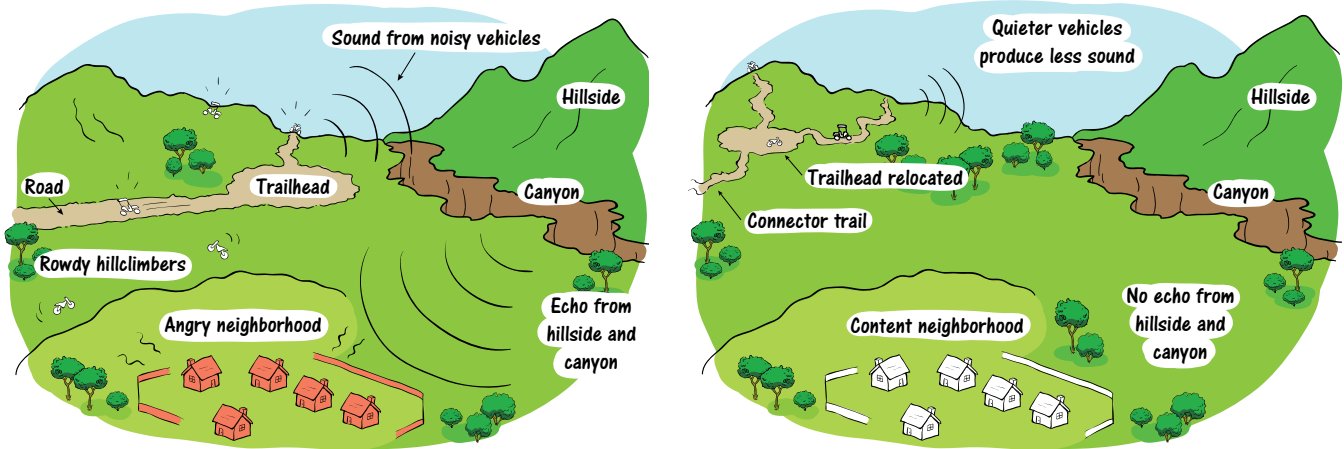 Sound from noisy vehicles
Hillside
Road
Trailhead
Canyon
Rowdy hillclimbers
Echo from
hillside and
canyon
Angry neighborhood
Quieter vehicles
produce less sound
Hillside
Trailhead relocated
Canyon
Connector trail
No echo from
hillside and
canyon
Content neighborhood